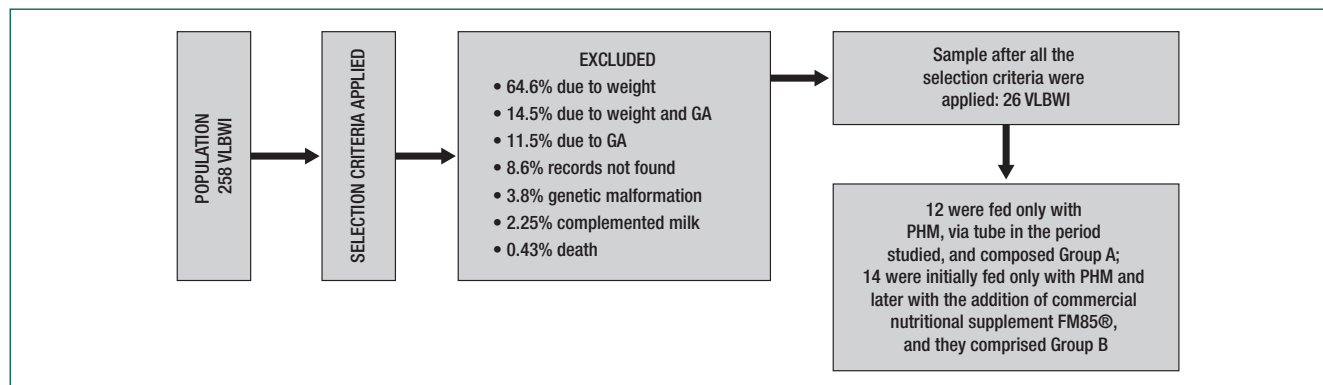 POPULATION
258 VLBWI
SELECTION CRITERIA APPLIED
EXCLUDED
• 64.6% due to weight
• 14.5% due to weight and GA
• 11.5% due to GA
• 8.6% records not found
• 3.8% genetic malformation
• 2.25% complemented milk
• 0.43% death
Sample after all the
selection criteria were
applied: 26 VLBWI
12 were fed only with
PHM, via tube in the period
studied, and composed Group A;
14 were initially fed only with PHM and
later with the addition of commercial
nutritional supplement FM85®,
and they comprised Group B